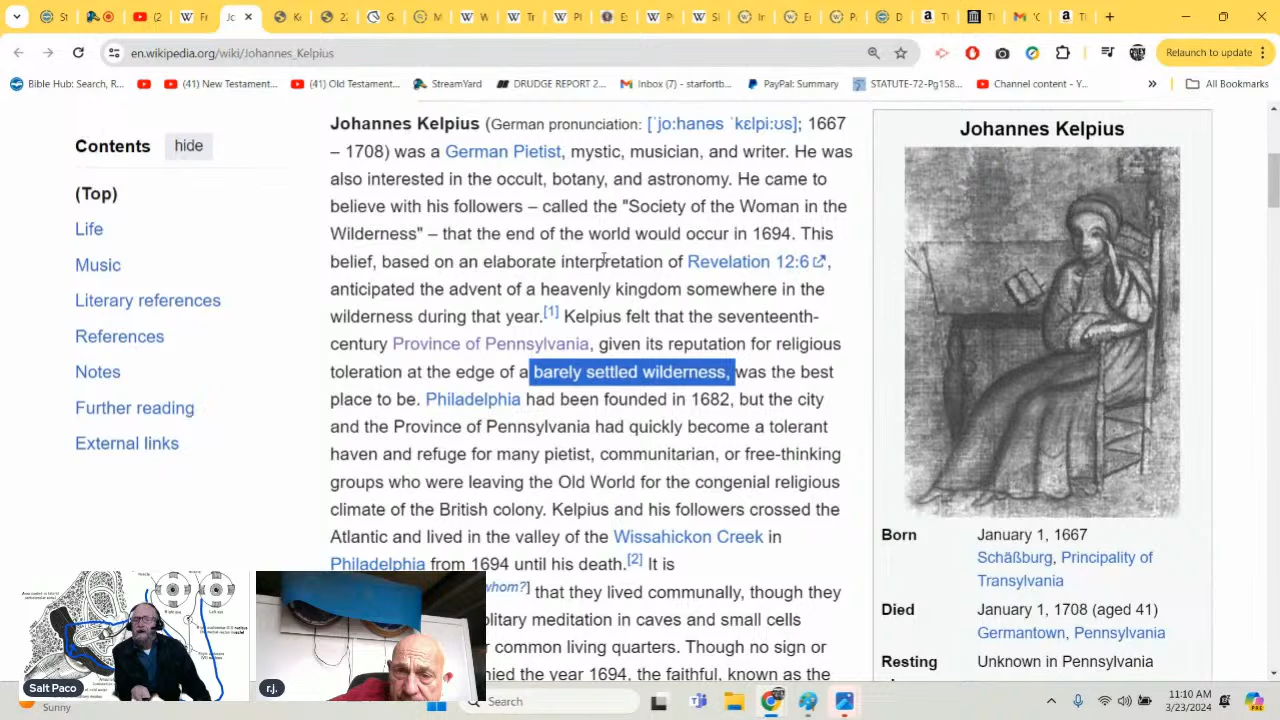 en.wikipedia.org/wiki/Johannes_Kelpius
Relaunch to update
Bible Hub: Search, R...
(41) New Testament...
(41) Old Testament...
StreamYard
DRUDGE REPORT 2...
Inbox (7) - starfortb...
PayPal: Summary
STATUTE-72-Pg158...
Channel content - Y...
All Bookmarks
Contents
hide
(Top)
Life
Music
Literary references
References
Notes
Further reading
External links
Johannes Kelpius (German pronunciation: [ˈjoːhanəs ˈkɛlpiːʊs]; 1667
– 1708) was a German Pietist, mystic, musician, and writer. He was
also interested in the occult, botany, and astronomy. He came to
believe with his followers – called the "Society of the Woman in the
Wilderness" – that the end of the world would occur in 1694. This
belief, based on an elaborate interpretation of Revelation 12:6,
anticipated the advent of a heavenly kingdom somewhere in the
wilderness during that year.[1] Kelpius felt that the seventeenth-
century Province of Pennsylvania, given its reputation for religious
toleration at the edge of a barely settled wilderness, was the best
place to be. Philadelphia had been founded in 1682, but the city
and the Province of Pennsylvania had quickly become a tolerant
haven and refuge for many pietist, communitarian, or free-thinking
groups who were leaving the Old World for the congenial religious
climate of the British colony. Kelpius and his followers crossed the
Atlantic and lived in the valley of the Wissahickon Creek in
Philadelphia from 1694 until his death.[2] It is
whom?] that they lived communally, though they
solitary meditation in caves and small cells
common living quarters. Though no sign or
the year 1694, the faithful, known as the
Johannes Kelpius
Born January 1, 1667
Schäßburg, Principality of
Transylvania
Died January 1, 1708 (aged 41)
Germantown, Pennsylvania
Resting Unknown in Pennsylvania
Salt Paco
r.j.
Sunny
Search
11:10 AM
3/23/2024